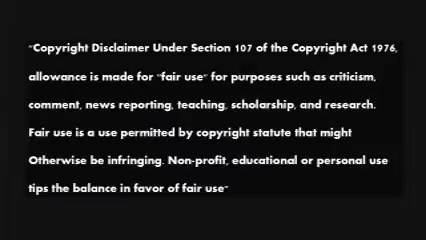 "Copyright Disclaimer Under Section 107 of the Copyright Act 1976,
allowance is made for "fair use" for purposes such as criticism,
comment, news reporting, teaching, scholarship, and research.
Fair use is a use permitted by copyright statute that might
Otherwise be infringing. Non-profit, educational or personal use
tips the balance in favor of fair use"